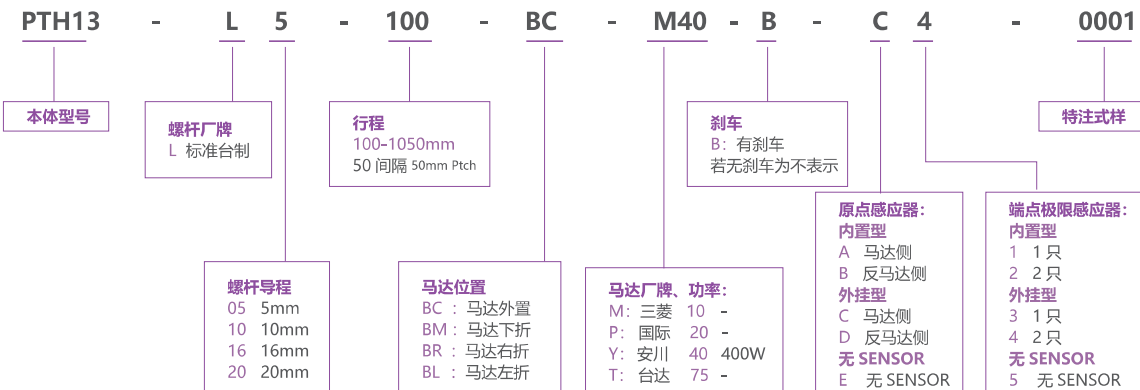 PTH13 - L 5 - 100 - BC - M40 - B - C 4 - 0001
本体型号
螺杆厂牌
L 标准台制
行程
100-1050mm
50 间隔 50mm Ptch
刹车
B: 有刹车
若无刹车为不表示
特注式样
螺杆导程
05 5mm
10 10mm
16 16mm
20 20mm
马达位置
BC : 马达外置
BM : 马达下折
BR : 马达右折
BL : 马达左折
马达厂牌、功率:
M: 三菱 10 -
P: 国际 20 -
Y: 安川 40 400W
T: 台达 75 -
原点感应器:
内置型
A 马达侧
B 反马达侧
外挂型
C 马达侧
D 反马达侧
无 SENSOR
E 无 SENSOR
端点极限感应器:
内置型
1 1 只
2 2 只
外挂型
3 1 只
4 2 只
无 SENSOR
5 无 SENSOR